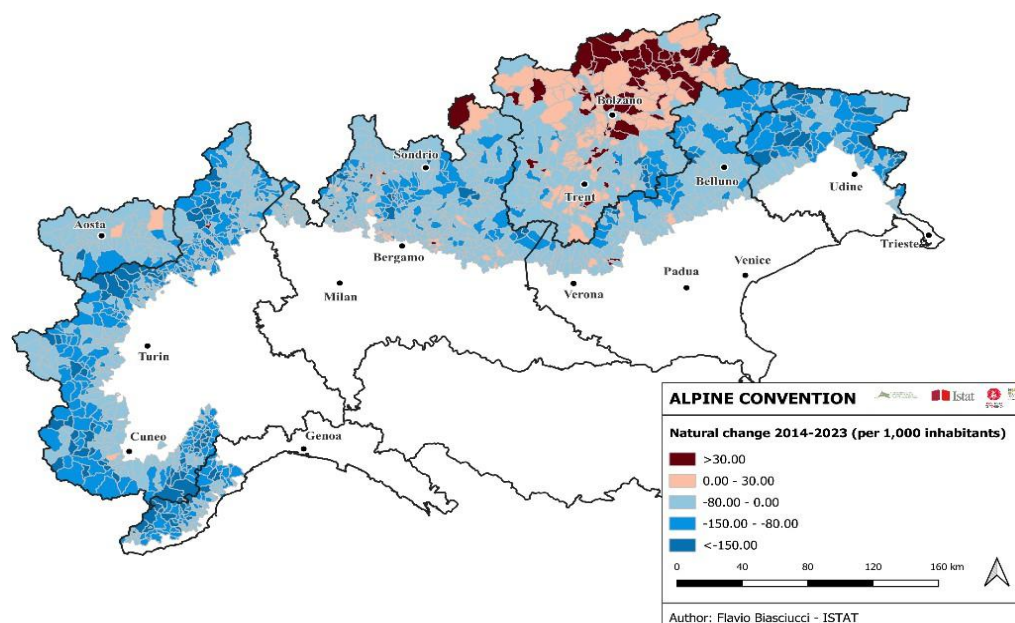 Bolzano
Sondrio
Trent
Belluno
Udine
Aosta
Trieste
Bergamo
Venice
Padua
Milan
Verona
Turin
Cuneo
Genoa
ALPINE CONVENTION
Istat
Natural change 2014-2023 (per 1,000 inhabitants)
>30.00
0.00 - 30.00
-80.00 - 0.00
-150.00 - -80.00
<-150.00
0 40 80 120 160 km
Author: Flavio Biasciucci - ISTAT